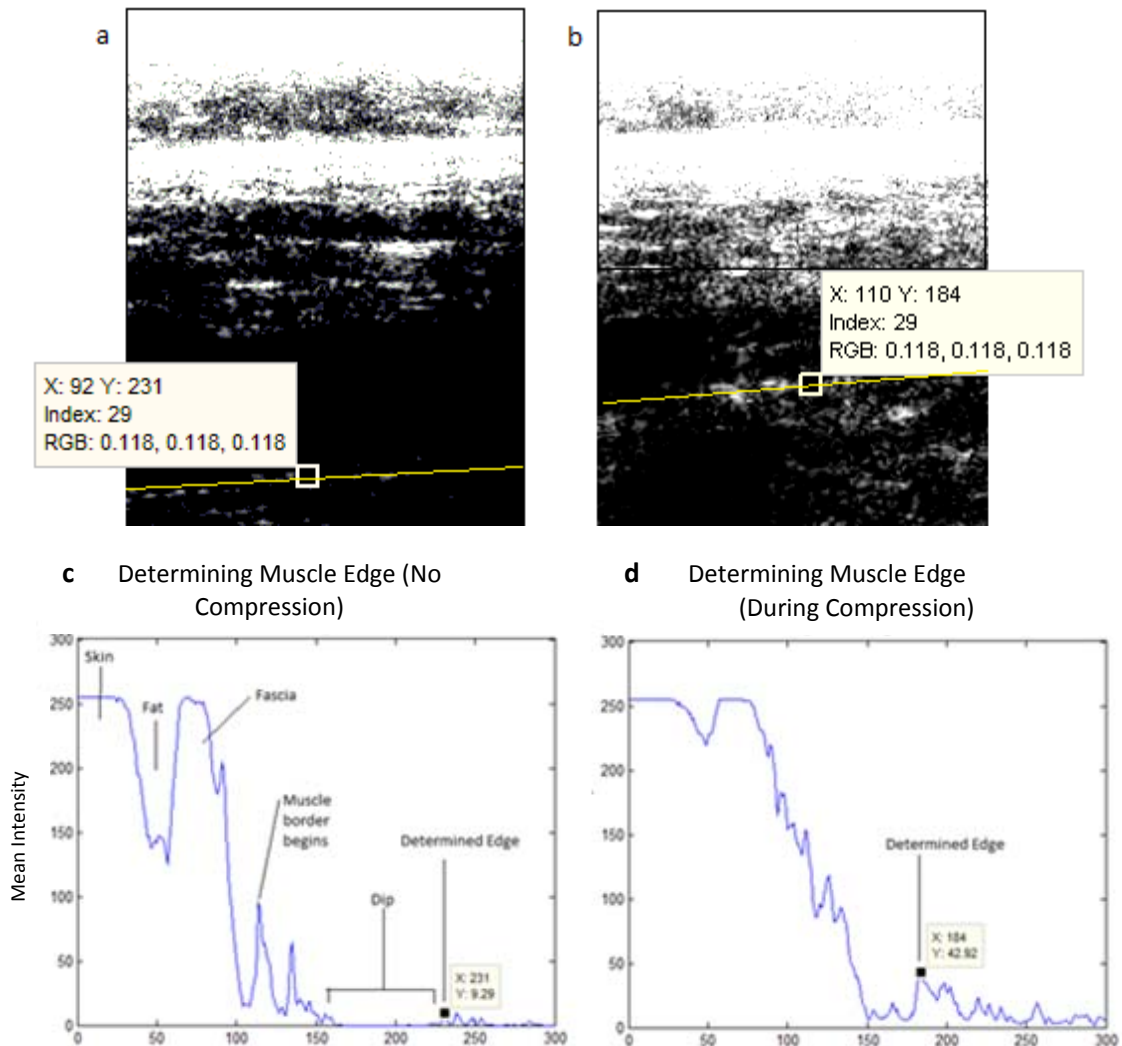 a
b
X: 92 Y: 231
Index: 29
RGB: 0.118, 0.118, 0.118
X: 110 Y: 184
Index: 29
RGB: 0.118, 0.118, 0.118
c Determining Muscle Edge (No
Compression)
d Determining Muscle Edge
(During Compression)
Mean Intensity
300
250
200
150
100
50
0
Skin
Fat
Fascia
Muscle
border
begins
Dip
Determined Edge
X: 231
Y: 9.29
0 50 100 150 200 250 300
300
250
200
150
100
50
0
Determined Edge
X: 184
Y: 42.92
0 50 100 150 200 250 300